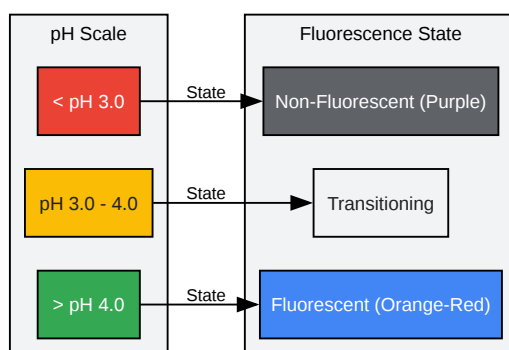 pH Scale
Fluorescence State
< pH 3.0
State
Non-Fluorescent (Purple)
pH 3.0 - 4.0
State
Transitioning
> pH 4.0
State
Fluorescent (Orange-Red)